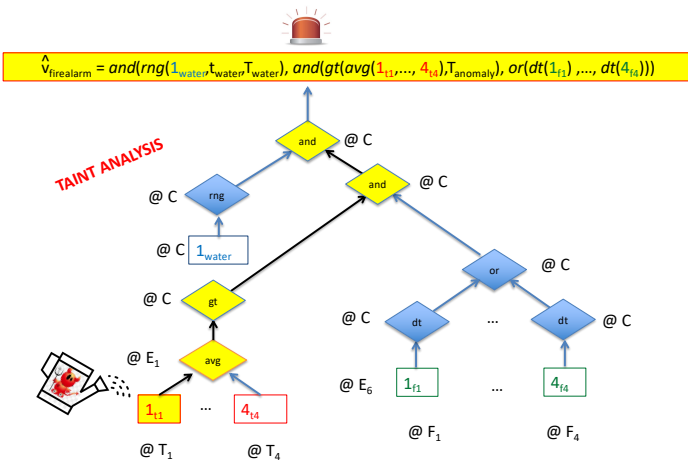 v̂firealarm = and(rng(1water,twater,Twater), and(gt(avg(1t1,..., 4t4),Tanomaly), or(dt(1f1) ,..., dt(4f4)))
TAINT ANALYSIS
and @ C
and @ C
@ C rng
@ C 1water
or @ C
@ C gt
@ C dt ... dt @ C
@ E1 avg
@ E6 1f1 ... 4f4
1t1 ... 4t4
@ F1 @ F4
@ T1 @ T4